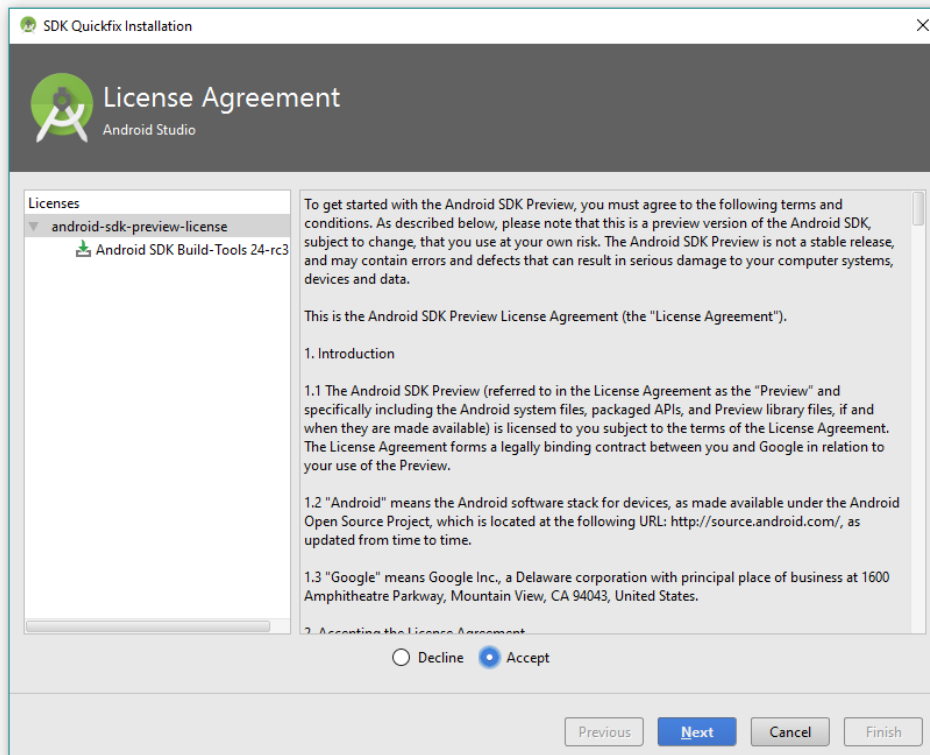 SDK Quickfix Installation
License Agreement
Android Studio
Licenses
android-sdk-preview-license
Android SDK Build-Tools 24-rc3
To get started with the Android SDK Preview, you must agree to the following terms and
conditions. As described below, please note that this is a preview version of the Android SDK,
subject to change, that you use at your own risk. The Android SDK Preview is not a stable release,
and may contain errors and defects that can result in serious damage to your computer systems,
devices and data.
This is the Android SDK Preview License Agreement (the "License Agreement").
1. Introduction
1.1 The Android SDK Preview (referred to in the License Agreement as the “Preview” and
specifically including the Android system files, packaged APIs, and Preview library files, if and
when they are made available) is licensed to you subject to the terms of the License Agreement.
The License Agreement forms a legally binding contract between you and Google in relation to
your use of the Preview.
1.2 "Android" means the Android software stack for devices, as made available under the Android
Open Source Project, which is located at the following URL: http://source.android.com/, as
updated from time to time.
1.3 "Google" means Google Inc., a Delaware corporation with principal place of business at 1600
Amphitheatre Parkway, Mountain View, CA 94043, United States.
2. Accepting the License Agreement
Decline
Accept
Previous
Next
Cancel
Finish